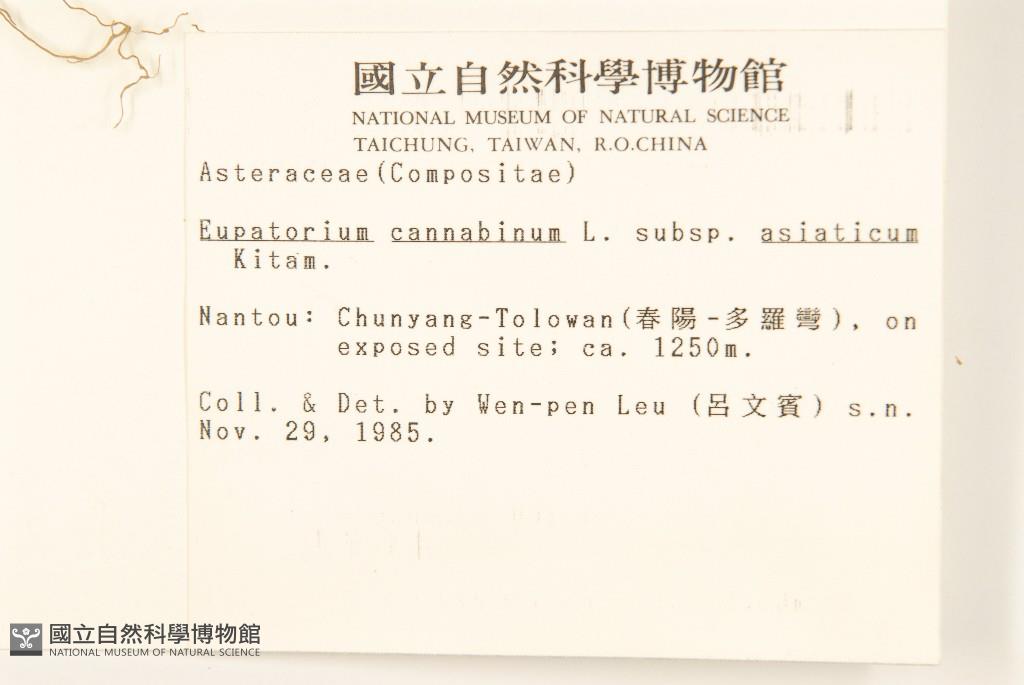 國立自然科學博物館
NATIONAL MUSEUM OF NATURAL SCIENCE
TAICHUNG, TAIWAN, R.O.CHINA
Asteraceae(Compositae)
Eupatorium cannabinum L. subsp. asiaticum
Kitam.
Nantou: Chunyang-Tolowan(春陽-多羅彎), on
exposed site; ca. 1250m.
Coll. & Det. by Wen-pen Leu (呂文賓) s.n.
Nov. 29, 1985.
國立自然科學博物館
NATIONAL MUSEUM OF NATURAL SCIENCE